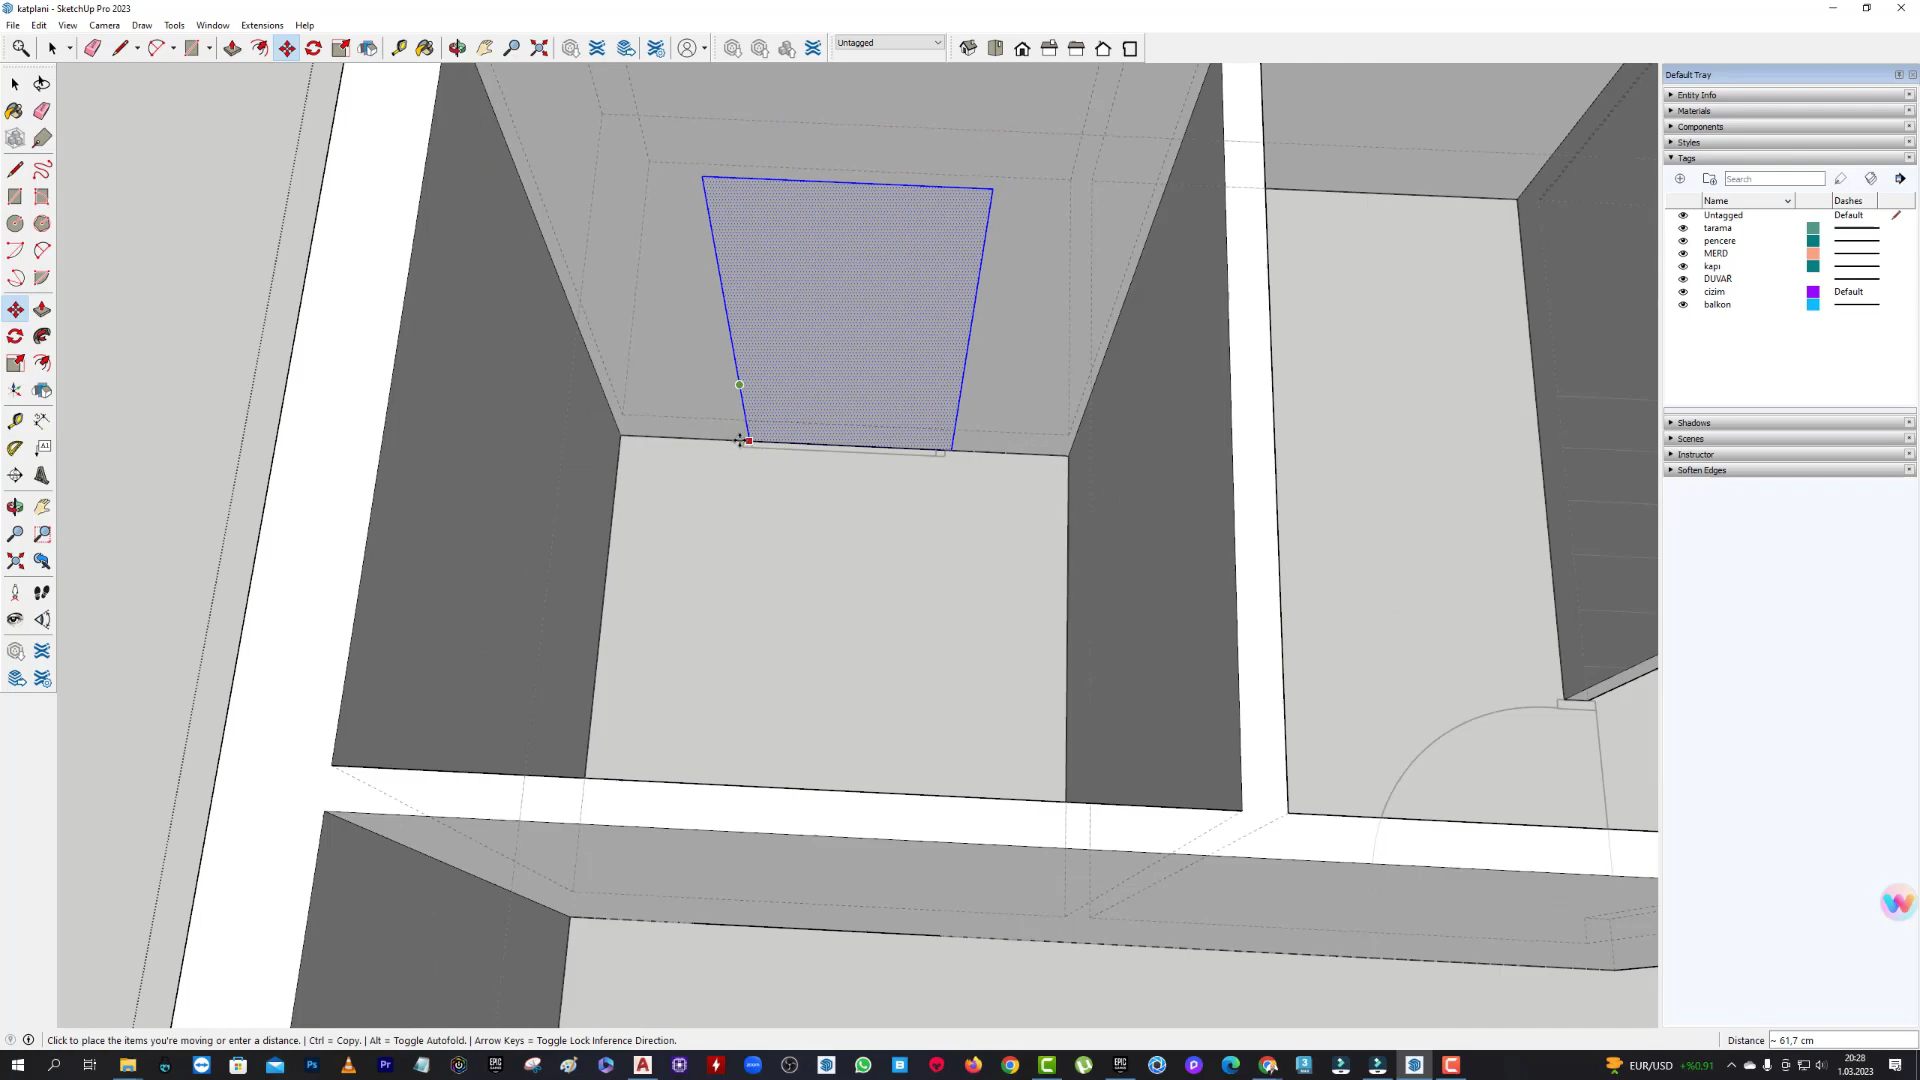 katplani - SketchUp Pro 2023
File Edit View Camera Draw Tools Window Extensions Help
Untagged
Default Tray
Entity Info
Materials
Components
Styles
Tags
Search
Name Dashes
Untagged Default
tarama
pencere
MERD
kapı
DUVAR
cizim Default
balkon
Shadows
Scenes
Instructor
Soften Edges
Click to place the items you're moving or enter a distance. | Ctrl = Copy. | Alt = Toggle Autofold. | Arrow Keys = Toggle Lock Inference Direction.
Distance ~ 61,7 cm
EUR/USD +%0,91
20:28
1.03.2023